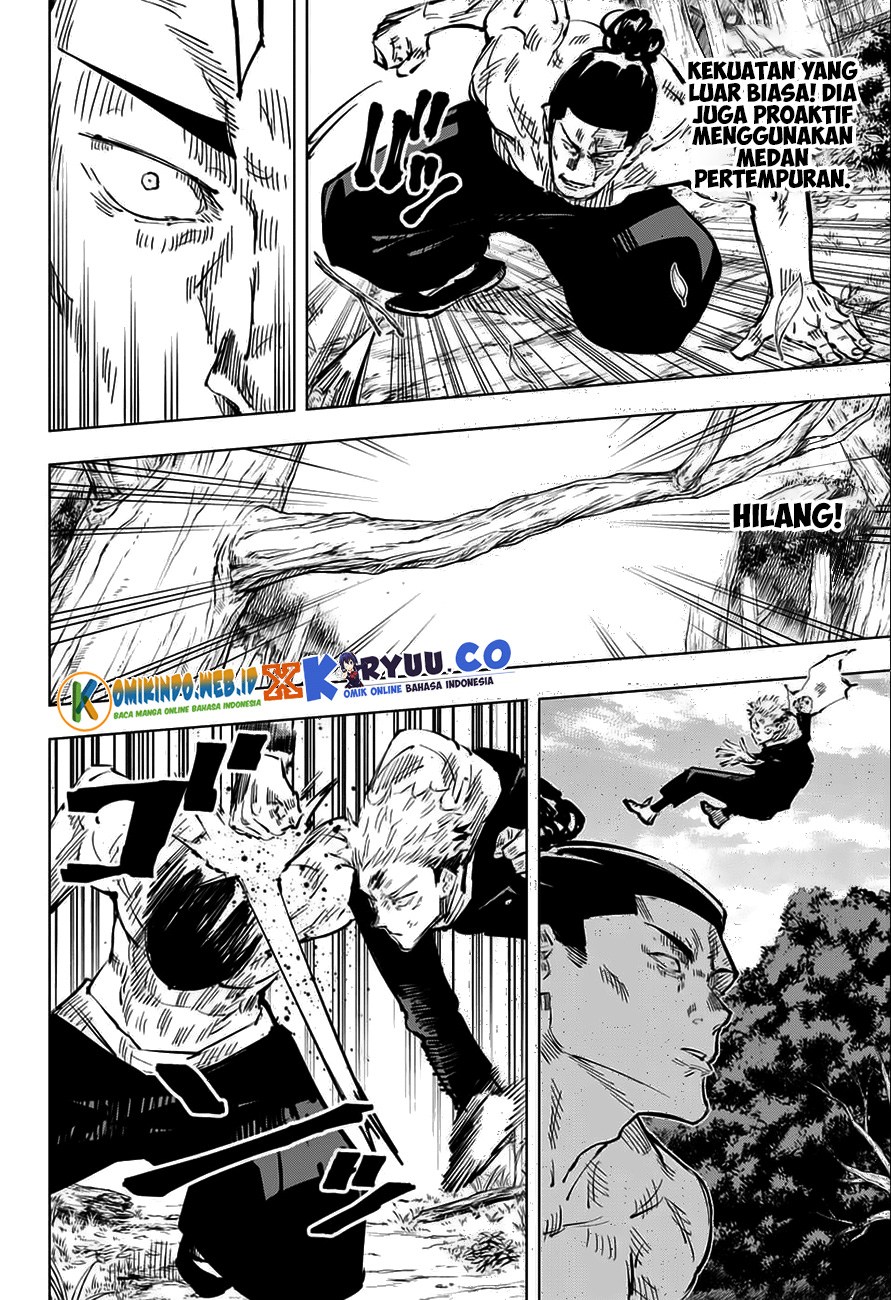 KEKUATAN YANG
LUAR BIASA! DIA
JUGA PROAKTIF
MENGGUNAKAN
MEDAN
PERTEMPURAN.
HILANG!
KOMIKINDO.WEB.ID X KORYUU.CO
BACA MANGA ONLINE BAHASA INDONESIA
OMIK ONLINE BAHASA INDONESIA